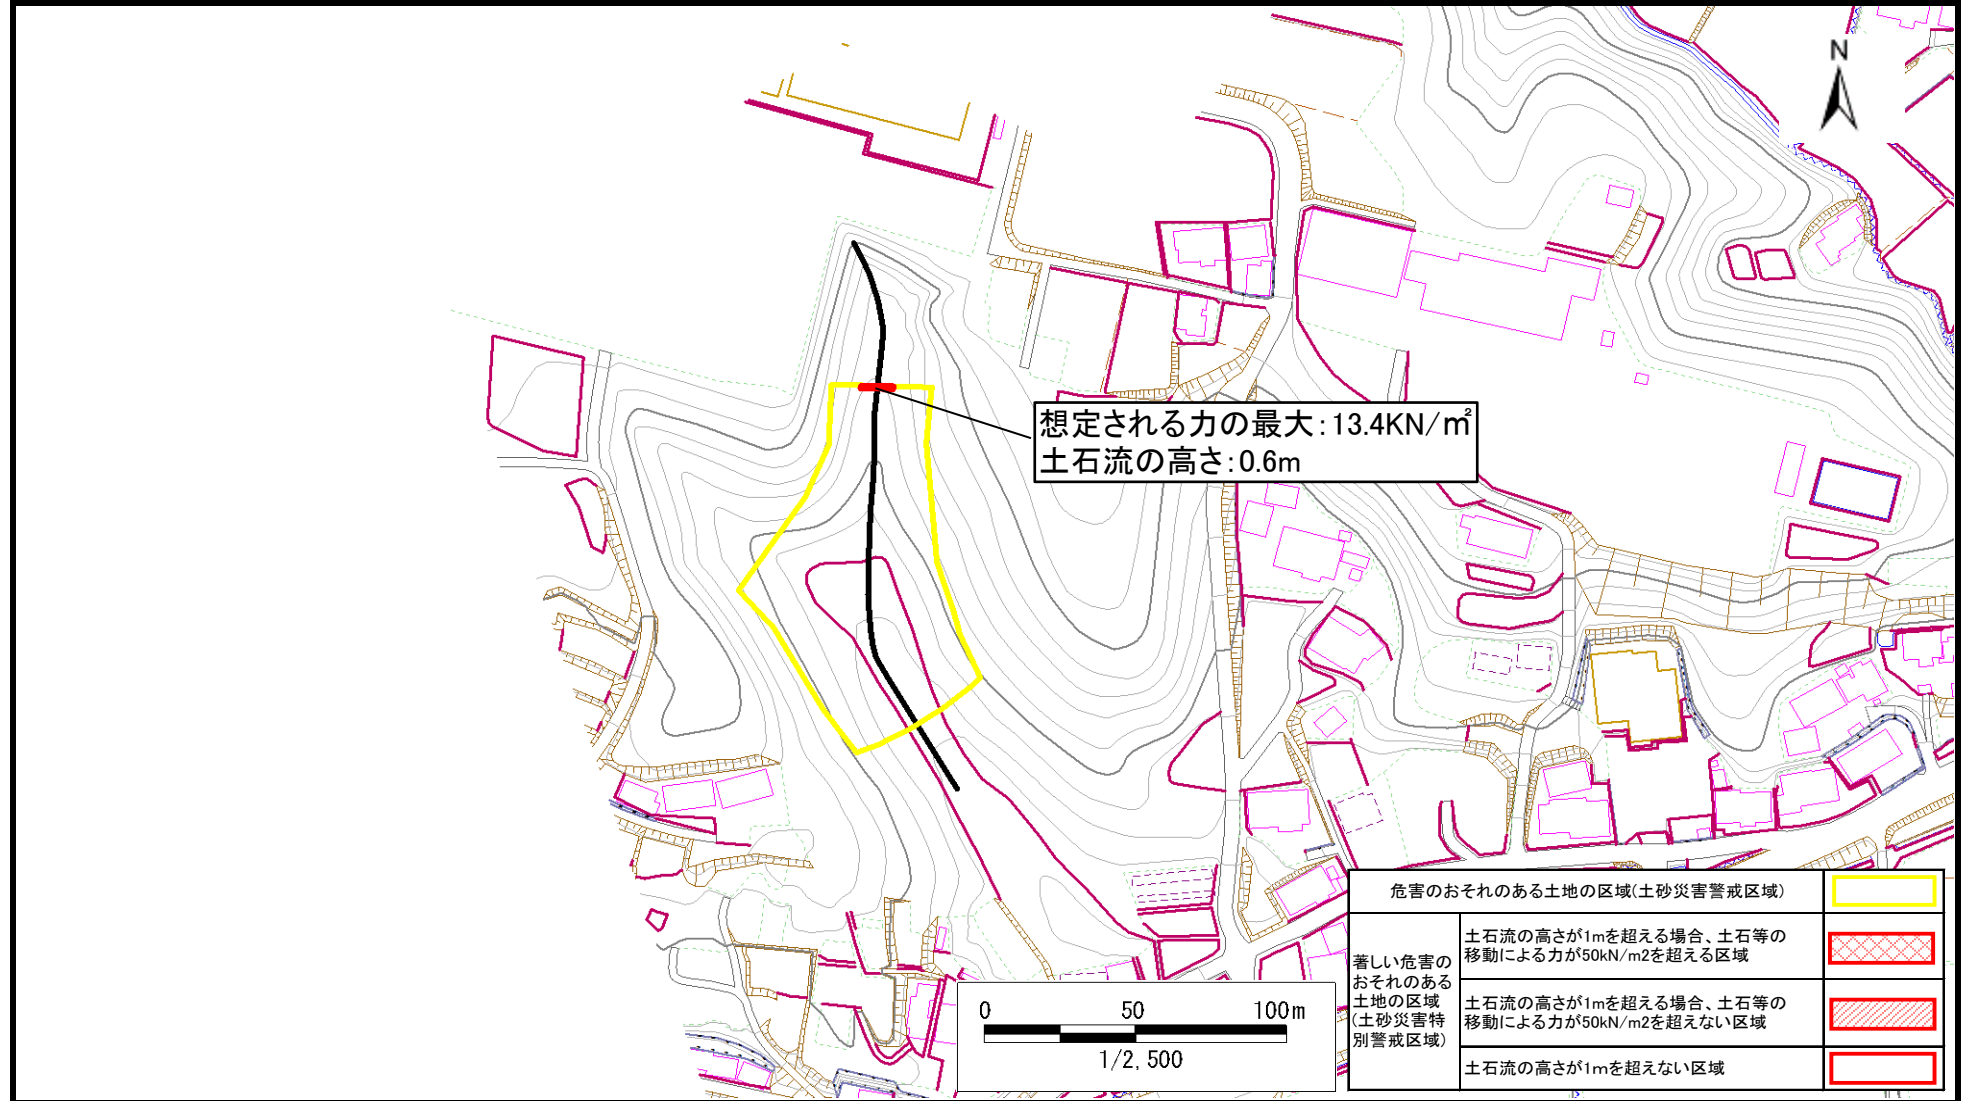 N
想定される力の最大:13.4KN/㎡
土石流の高さ:0.6m
危害のおそれのある土地の区域(土砂災害警戒区域)
著しい危害の
おそれのある
土地の区域
(土砂災害特
別警戒区域)
土石流の高さが1mを超える場合、土石等の
移動による力が50kN/m2を超える区域
土石流の高さが1mを超える場合、土石等の
移動による力が50kN/m2を超えない区域
土石流の高さが1mを超えない区域
0 50 100m
1/2,500